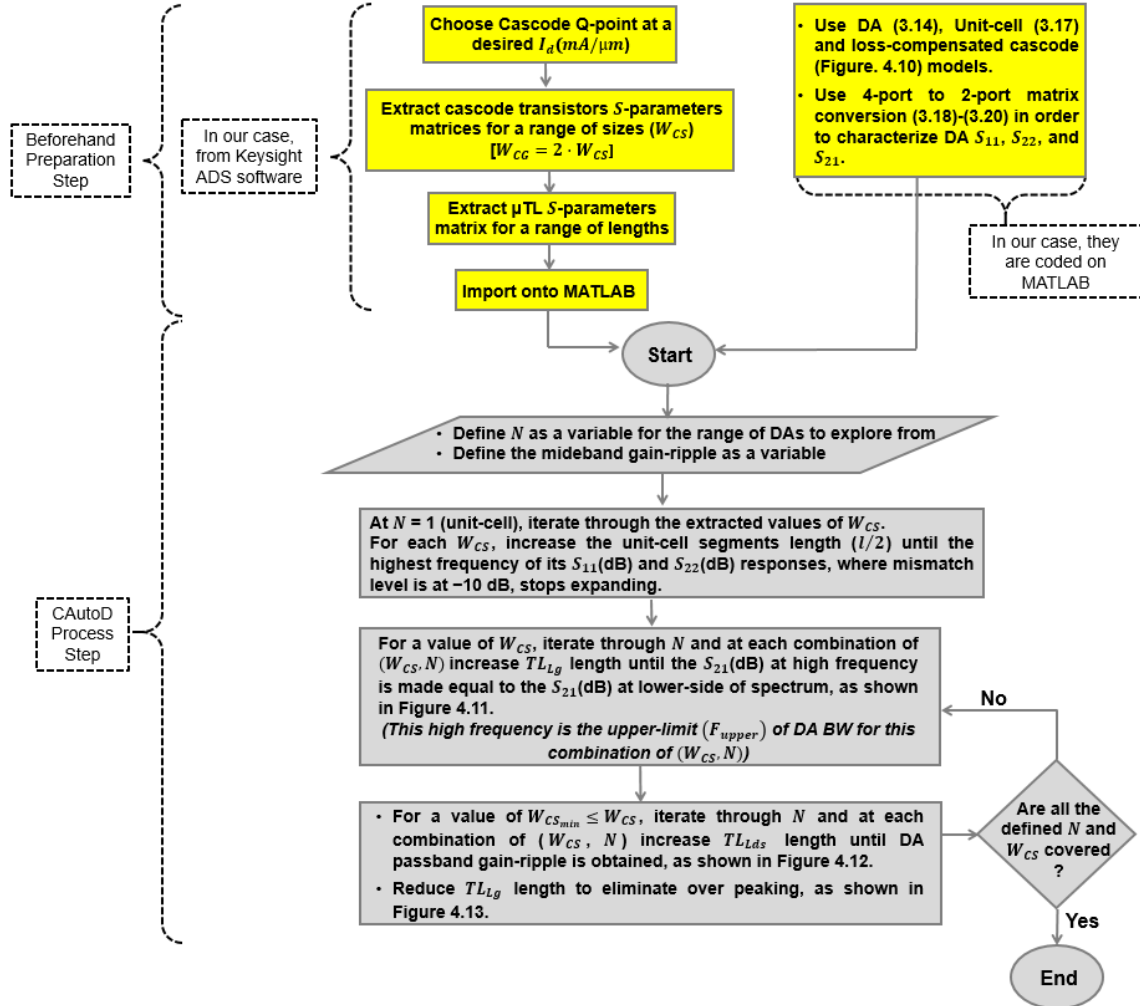 Choose Cascode Q-point at a
desired I_d(mA/μm)
Extract cascode transistors S-parameters
matrices for a range of sizes (W_CS)
[W_CG = 2 · W_CS]
Extract μTL S-parameters
matrix for a range of lengths
Import onto MATLAB
• Use DA (3.14), Unit-cell (3.17)
and loss-compensated cascode
(Figure. 4.10) models.
• Use 4-port to 2-port matrix
conversion (3.18)-(3.20) in order
to characterize DA S_11, S_22, and
S_21.
Beforehand
Preparation
Step
In our case,
from Keysight
ADS software
In our case, they
are coded on
MATLAB
Start
• Define N as a variable for the range of DAs to explore from
• Define the mideband gain-ripple as a variable
At N = 1 (unit-cell), iterate through the extracted values of W_CS.
For each W_CS, increase the unit-cell segments length (l/2) until the
highest frequency of its S_11(dB) and S_22(dB) responses, where mismatch
level is at −10 dB, stops expanding.
CAutoD
Process
Step
For a value of W_CS, iterate through N and at each combination of
(W_CS, N) increase TL_Lg length until the S_21(dB) at high frequency
is made equal to the S_21(dB) at lower-side of spectrum, as shown
in Figure 4.11.
(This high frequency is the upper-limit (F_upper) of DA BW for this
combination of (W_CS, N))
No
• For a value of W_CS_min ≤ W_CS, iterate through N and at each
combination of (W_CS, N) increase TL_Lds length until DA
passband gain-ripple is obtained, as shown in Figure 4.12.
• Reduce TL_Lg length to eliminate over peaking, as shown in
Figure 4.13.
Are all the
defined N and
W_CS covered
?
Yes
End